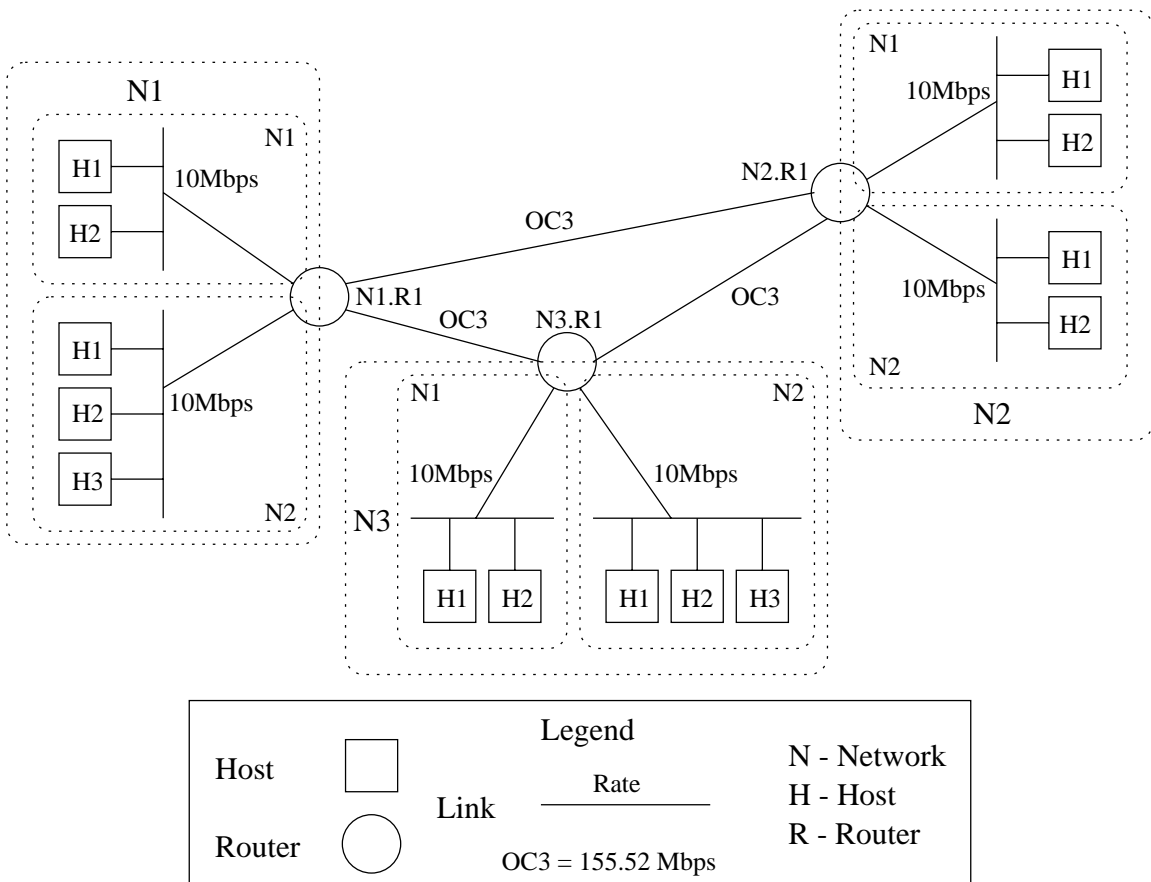 N1
N1
H1
H2
10Mbps
H1
H2
H3
10Mbps
N2
N1.R1
OC3
OC3
OC3
N2.R1
N1
10Mbps
H1
H2
10Mbps
H1
H2
N2
N2
N3.R1
N1
N2
10Mbps
10Mbps
N3
H1
H2
H1
H2
H3
Legend
Host
Router
Link
Rate
OC3 = 155.52 Mbps
N - Network
H - Host
R - Router